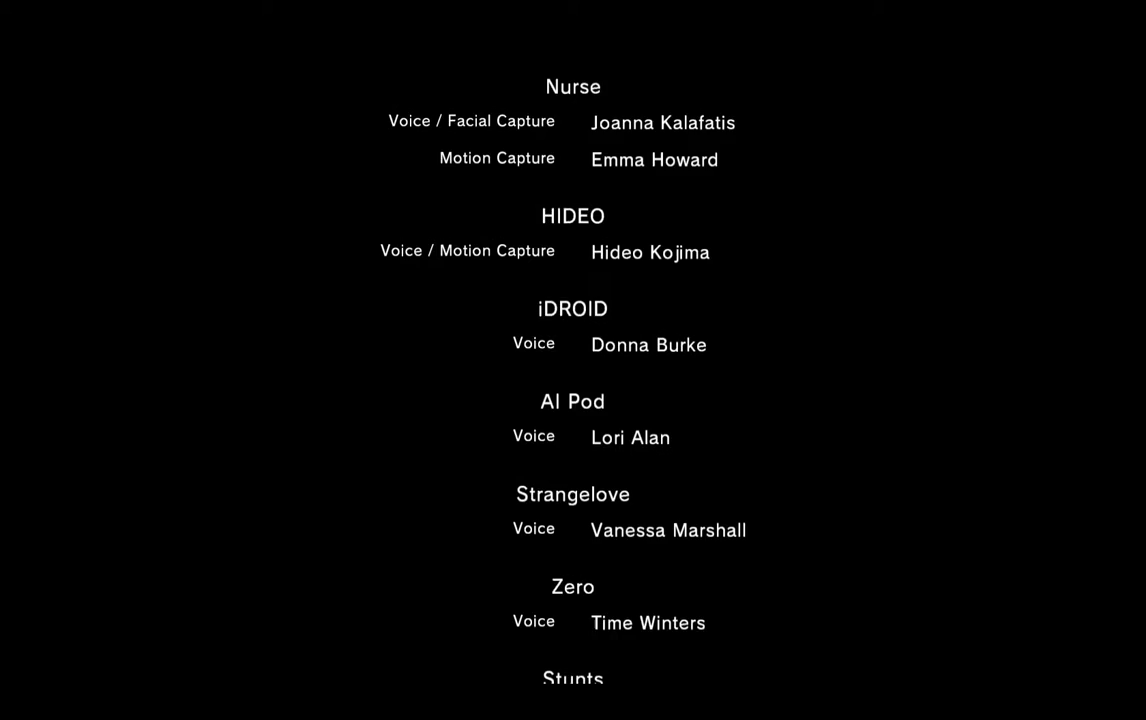 Nurse
Voice / Facial Capture Joanna Kalafatis
Motion Capture Emma Howard
HIDEO
Voice / Motion Capture Hideo Kojima
iDROID
Voice Donna Burke
AI Pod
Voice Lori Alan
Strangelove
Voice Vanessa Marshall
Zero
Voice Time Winters
Stunts